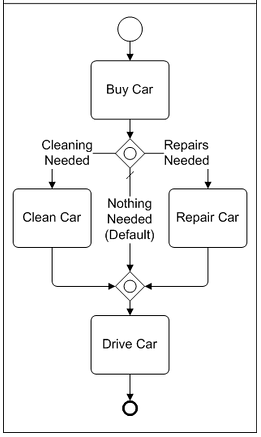 Buy Car
Cleaning
Needed
Repairs
Needed
Clean Car
Nothing
Needed
(Default)
Repair Car
Drive Car